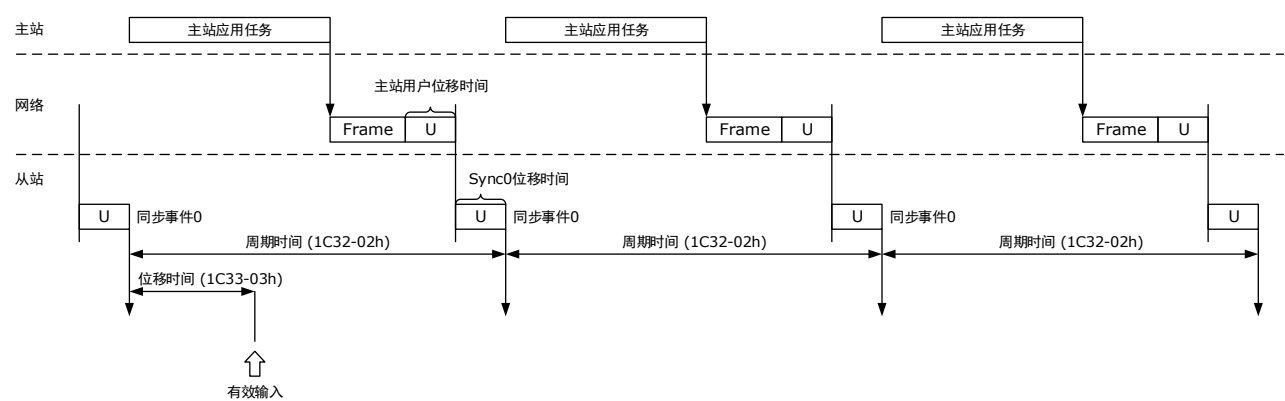 主站
主站应用任务
主站应用任务
主站应用任务
主站用户位移时间
网络
Frame
U
Frame
U
Frame
U
从站
Sync0位移时间
U
同步事件0
U
同步事件0
U
同步事件0
U
周期时间 (1C32-02h)
周期时间 (1C32-02h)
周期时间 (1C32-02h)
位移时间 (1C33-03h)
有效输入